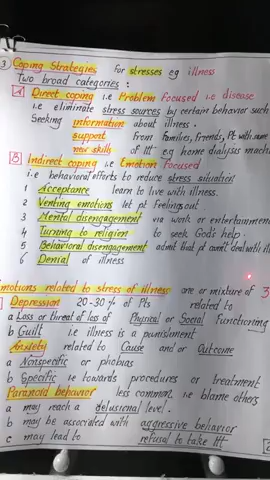 ③ Coping Strategies for stresses eg illness
Two broad categories:
A Direct coping i.e Problem Focused i.e disease
i.e eliminate stress sources by certain behavior such
Seeking information about illness.
support from families, friends, Pt with same
new skills of ttt eg home dialysis machine
B Indirect coping i.e Emotion Focused
i.e behavioral efforts to reduce stress situation
1 Acceptance learn to live with illness.
2 Venting emotions let pt Feelings out
3 Mental disengagement via work or entertainment
4 Turning to religion to seek God's help.
5 Behavioral disengagement admit that pt can't deal with
6 Denial of illness
Emotions related to stress of illness one or mixture of 3
Depression 20-30% of Pts related to
a Loss or threat of loss of Physical or Social Functioning
b Guilt i.e illness is a punishment
Anxiety related to Cause and/or Outcome
a Nonspecific or phobias
b Specific i.e towards procedures or treatment
Paranoid behavior less common i.e blame others
a may reach a delusional level.
b may be associated with aggressive behavior
c may lead to refusal to take ttt